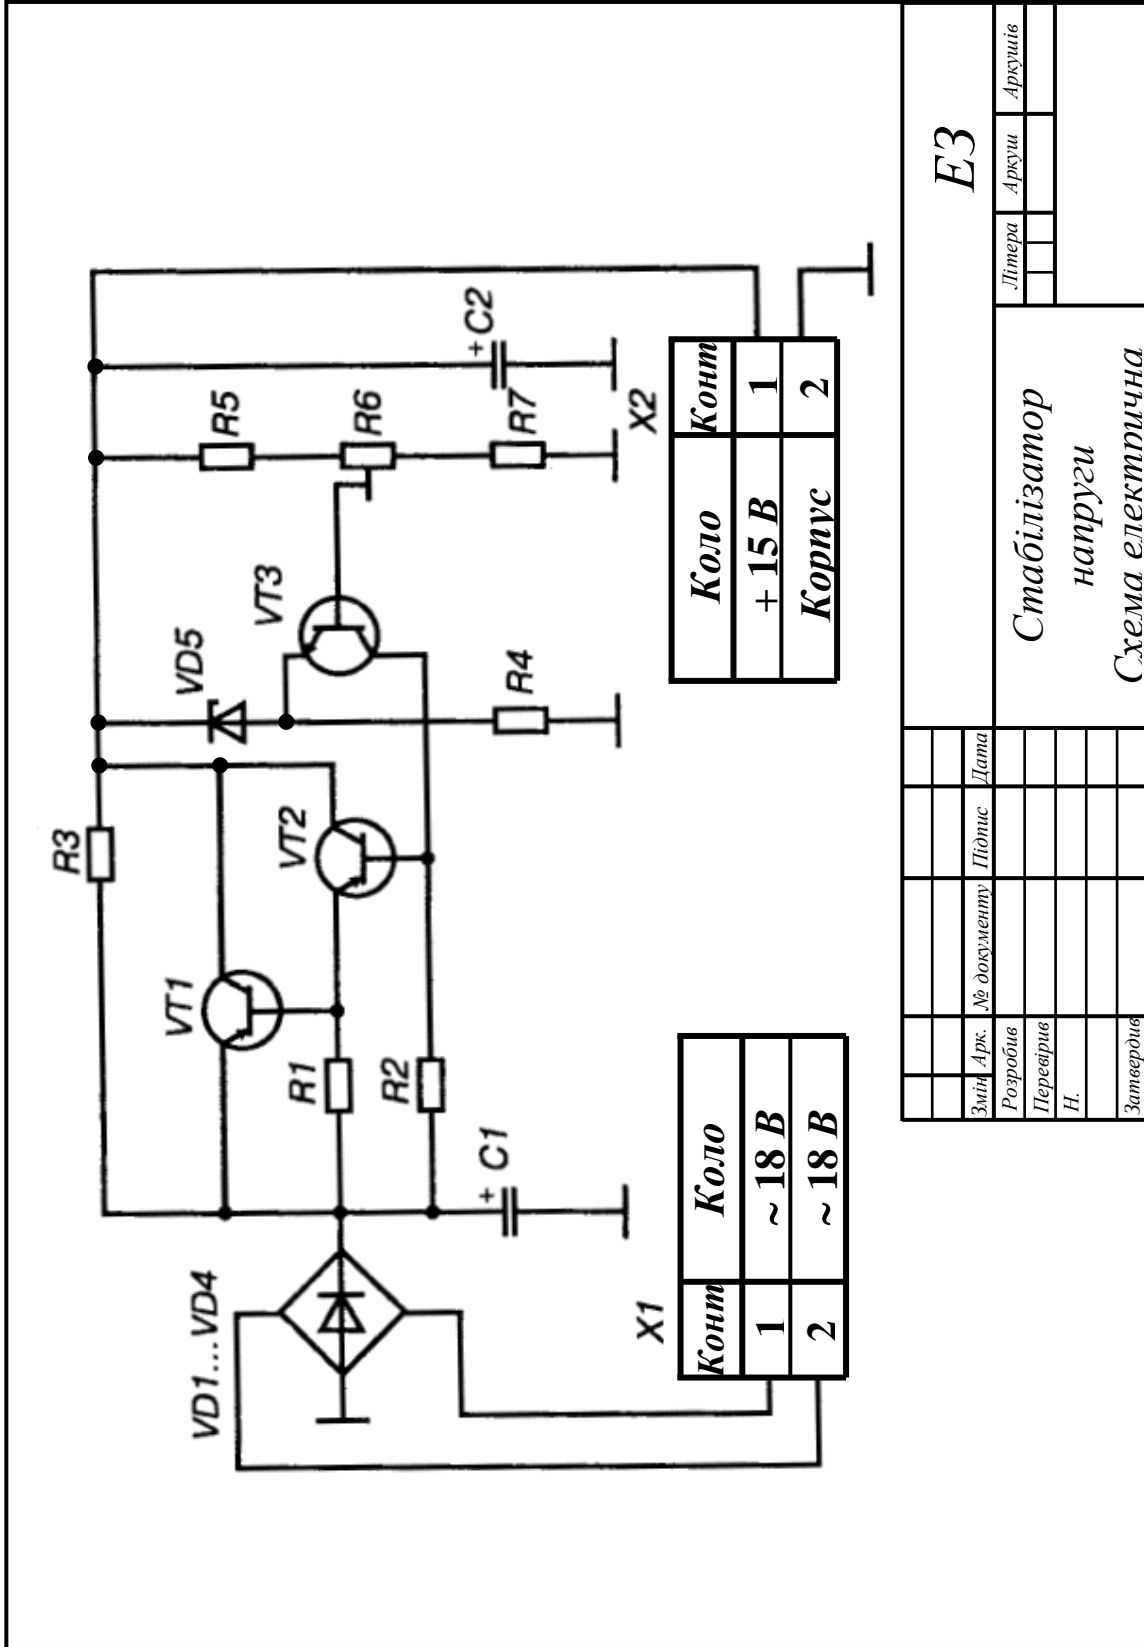 R3
VT1
VT2
VD5
VT3
R5
R6
R7
+ C2
R1
R2
R4
+ C1
VD1...VD4
X1
Конт Коло
1 ~ 18 В
2 ~ 18 В
X2
Коло Конт
+ 15 В 1
Корпус 2
Е3
Літера Аркуш Аркушів
Стабілізатор
напруги
Схема електрична
Змін Арк. № документу Підпис Дата
Розробив
Перевірив
Н.
Затвердив